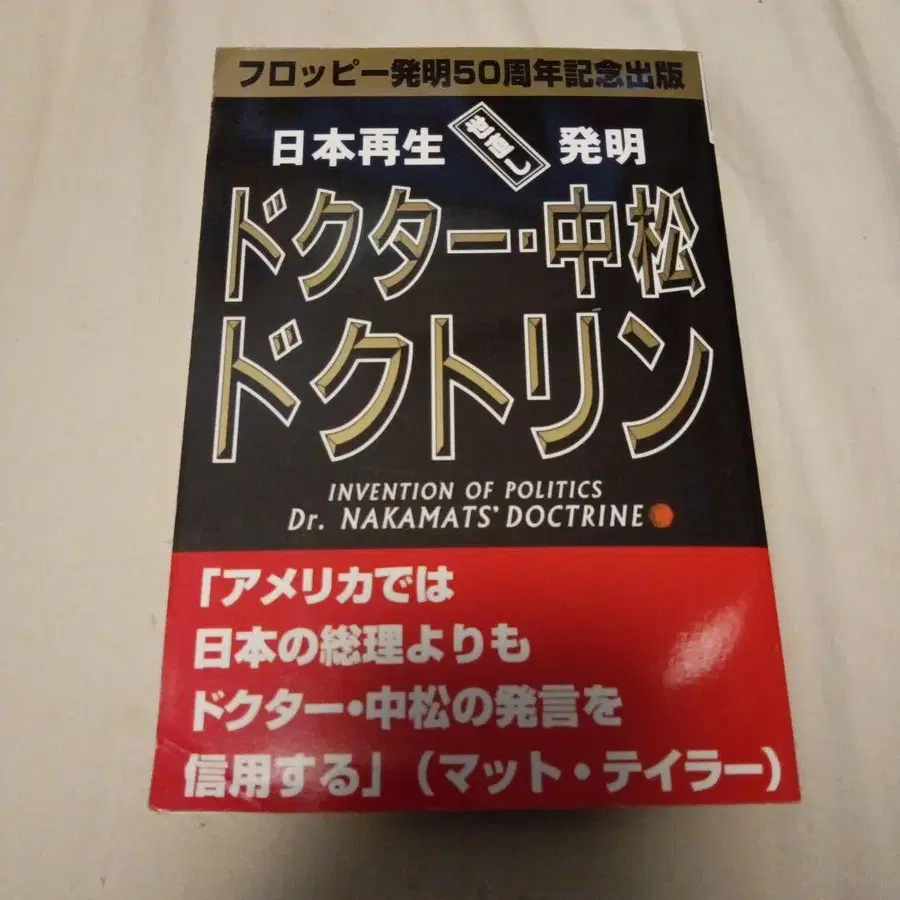 フロッピー発明50周年記念出版
日本再生 発明
ドクター・中松
ドクトリン
INVENTION OF POLITICS
Dr. NAKAMATS' DOCTRINE
「アメリカでは
日本の総理よりも
ドクター・中松の発言を
信用する」(マット・テイラー)